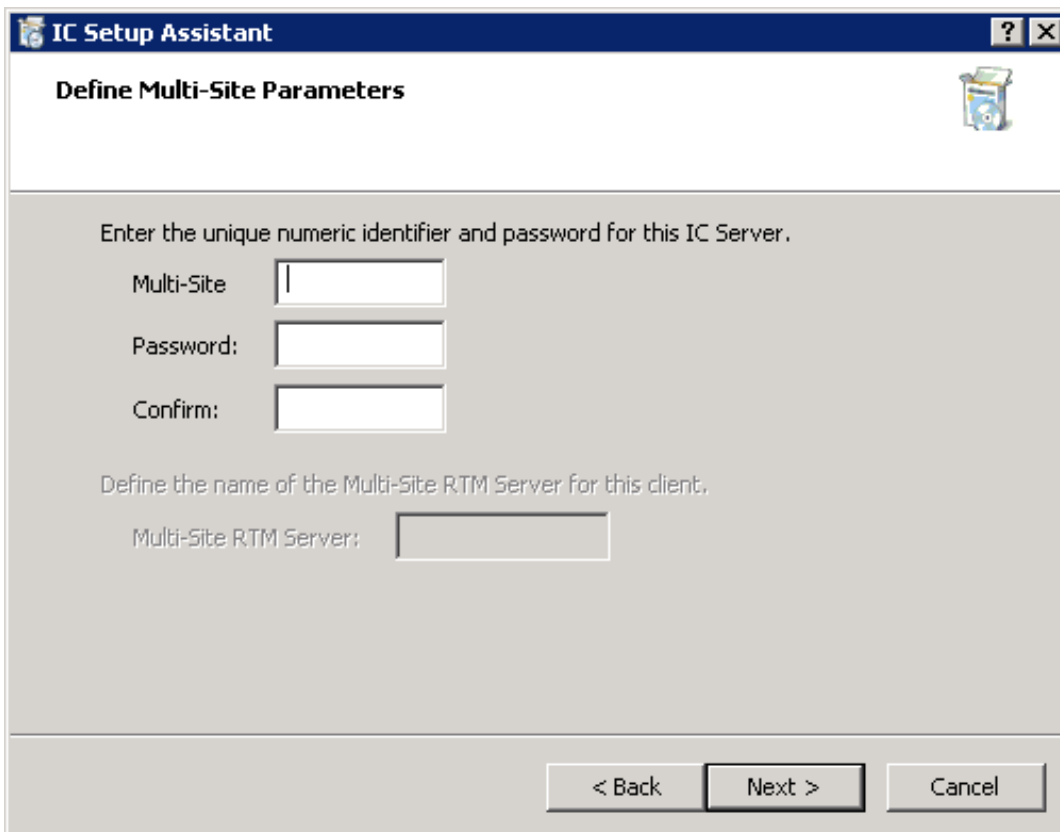 IC Setup Assistant
Define Multi-Site Parameters
Enter the unique numeric identifier and password for this IC Server.
Multi-Site
Password:
Confirm:
Define the name of the Multi-Site RTM Server for this client.
Multi-Site RTM Server:
< Back Next > Cancel